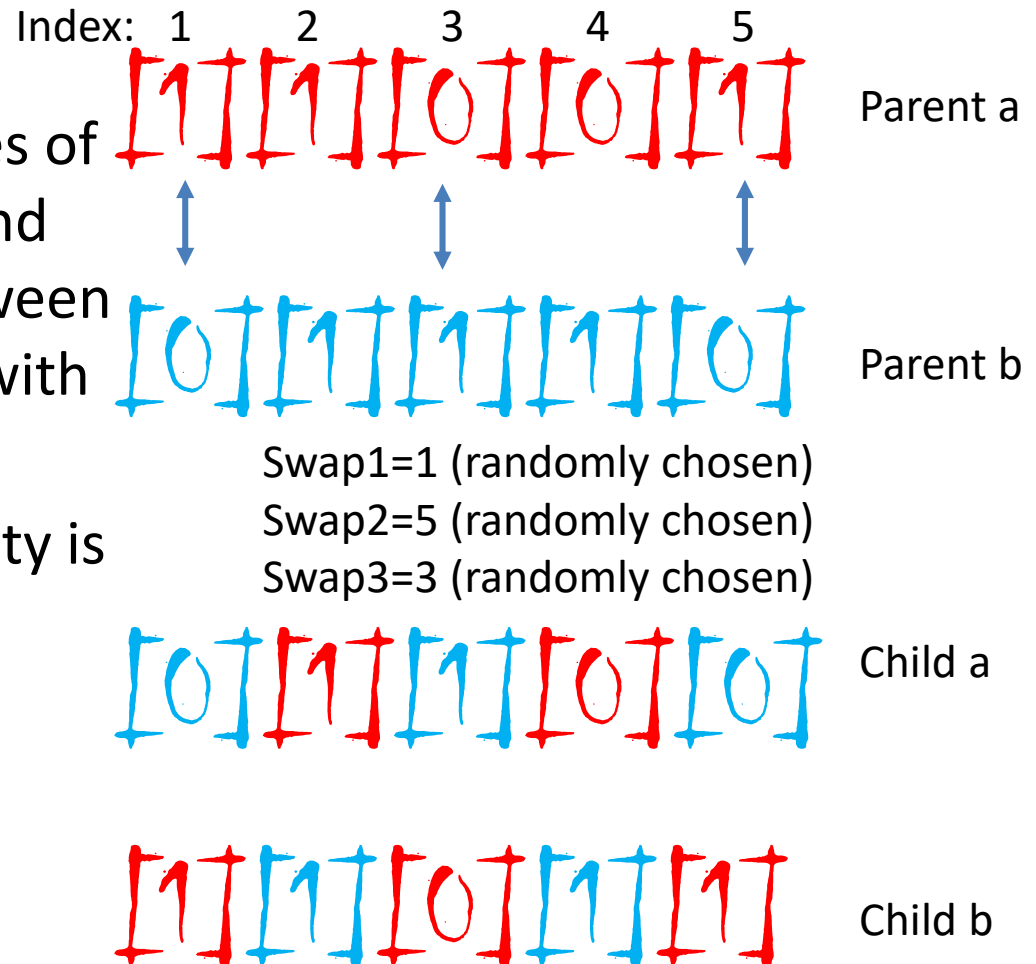 Index: 1 2 3 4 5
[1][1][0][0][1] Parent a
es of
nd
ween
[0][1][1][1][0] Parent b
with
Swap1=1 (randomly chosen)
Swap2=5 (randomly chosen)
ty is
Swap3=3 (randomly chosen)
[0][1][1][0][0] Child a
[1][1][0][1][1] Child b